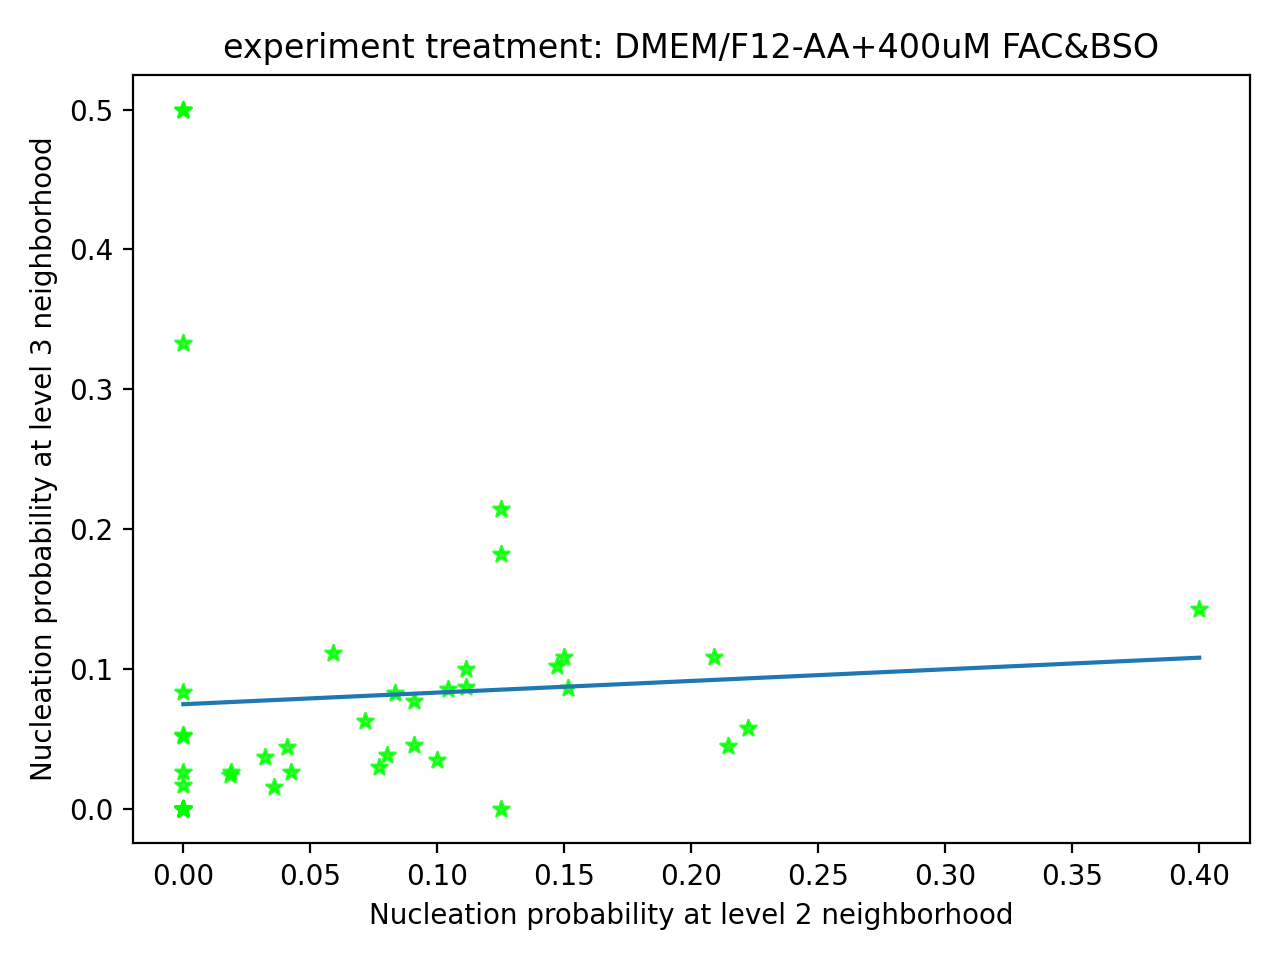 experiment treatment: DMEM/F12-AA+400uM FAC&BSO
Nucleation probability at level 3 neighborhood
0.5
0.4
0.3
0.2
0.1
0.0
0.00 0.05 0.10 0.15 0.20 0.25 0.30 0.35 0.40
Nucleation probability at level 2 neighborhood